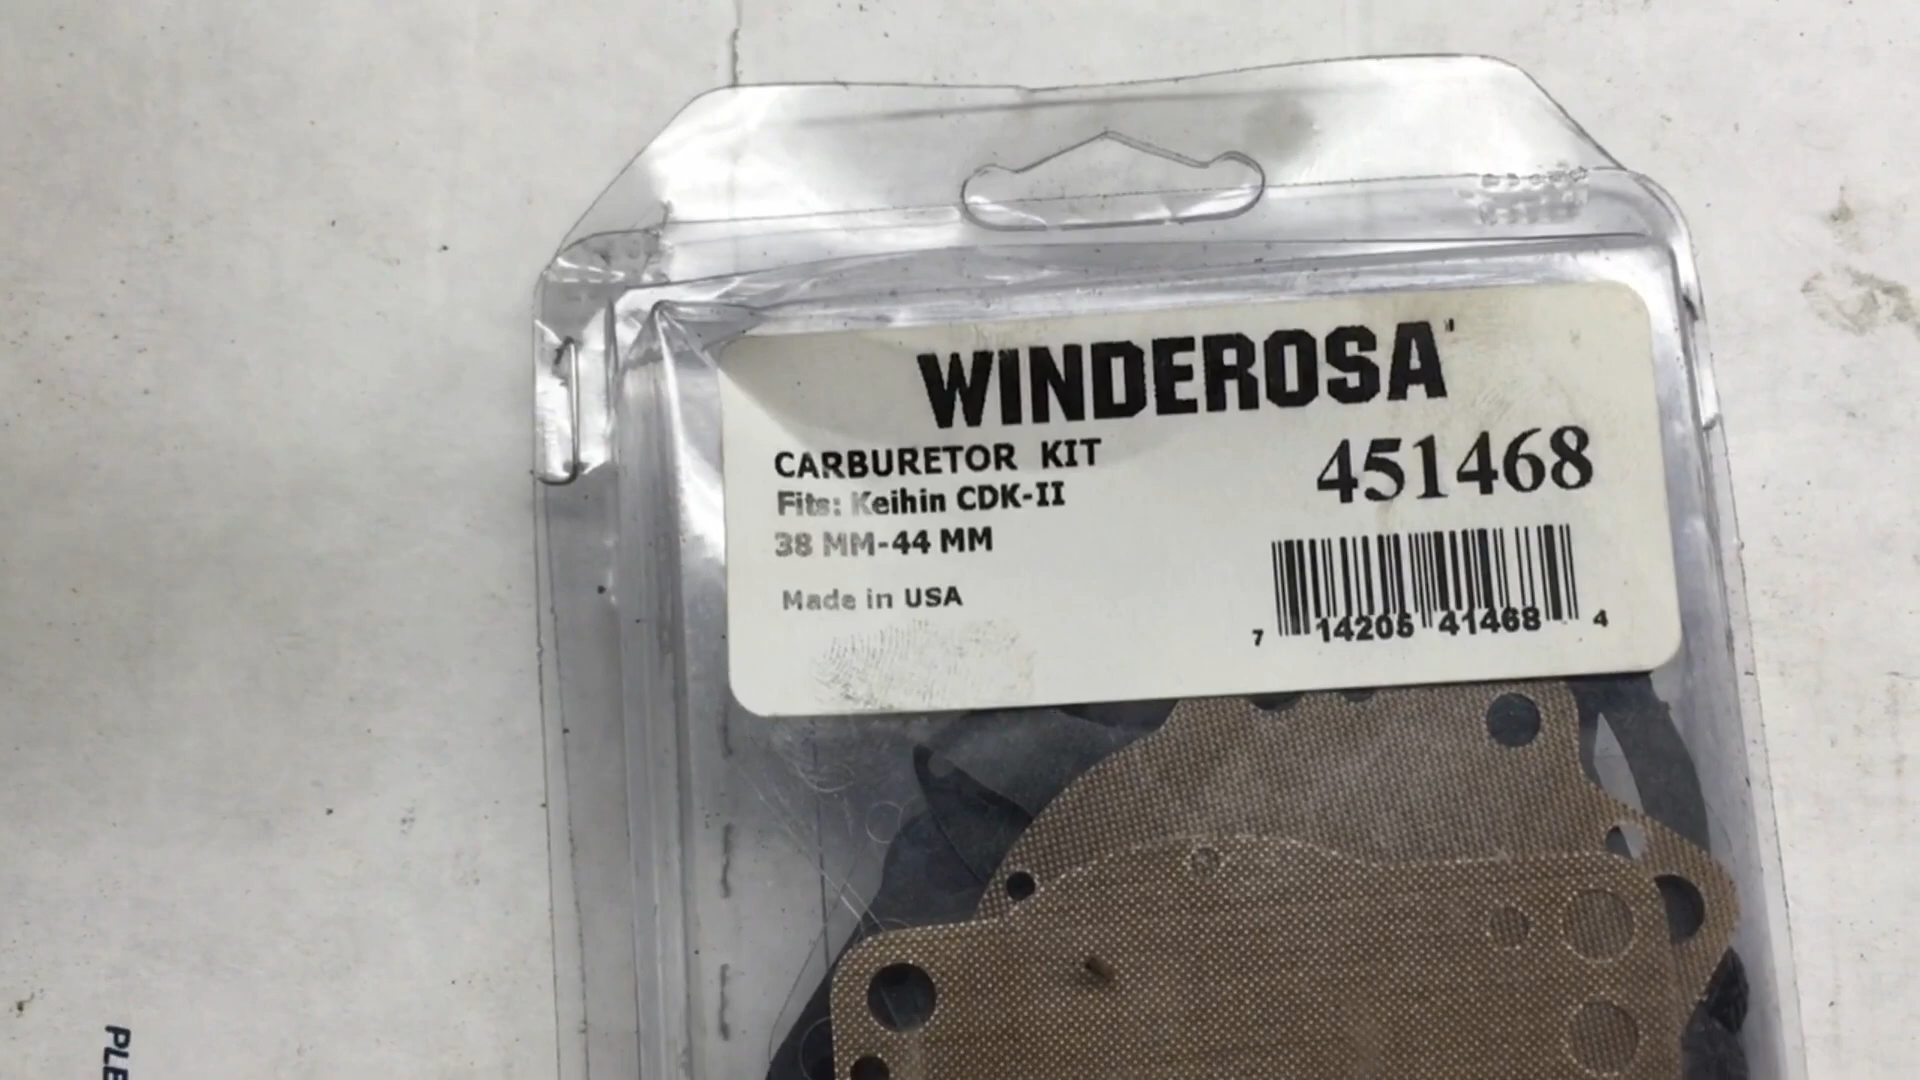 WINDEROSA
CARBURETOR KIT
451468
Fits: Keihin CDK-II
38 MM-44 MM
Made in USA
7 14205 41468 4
PLE